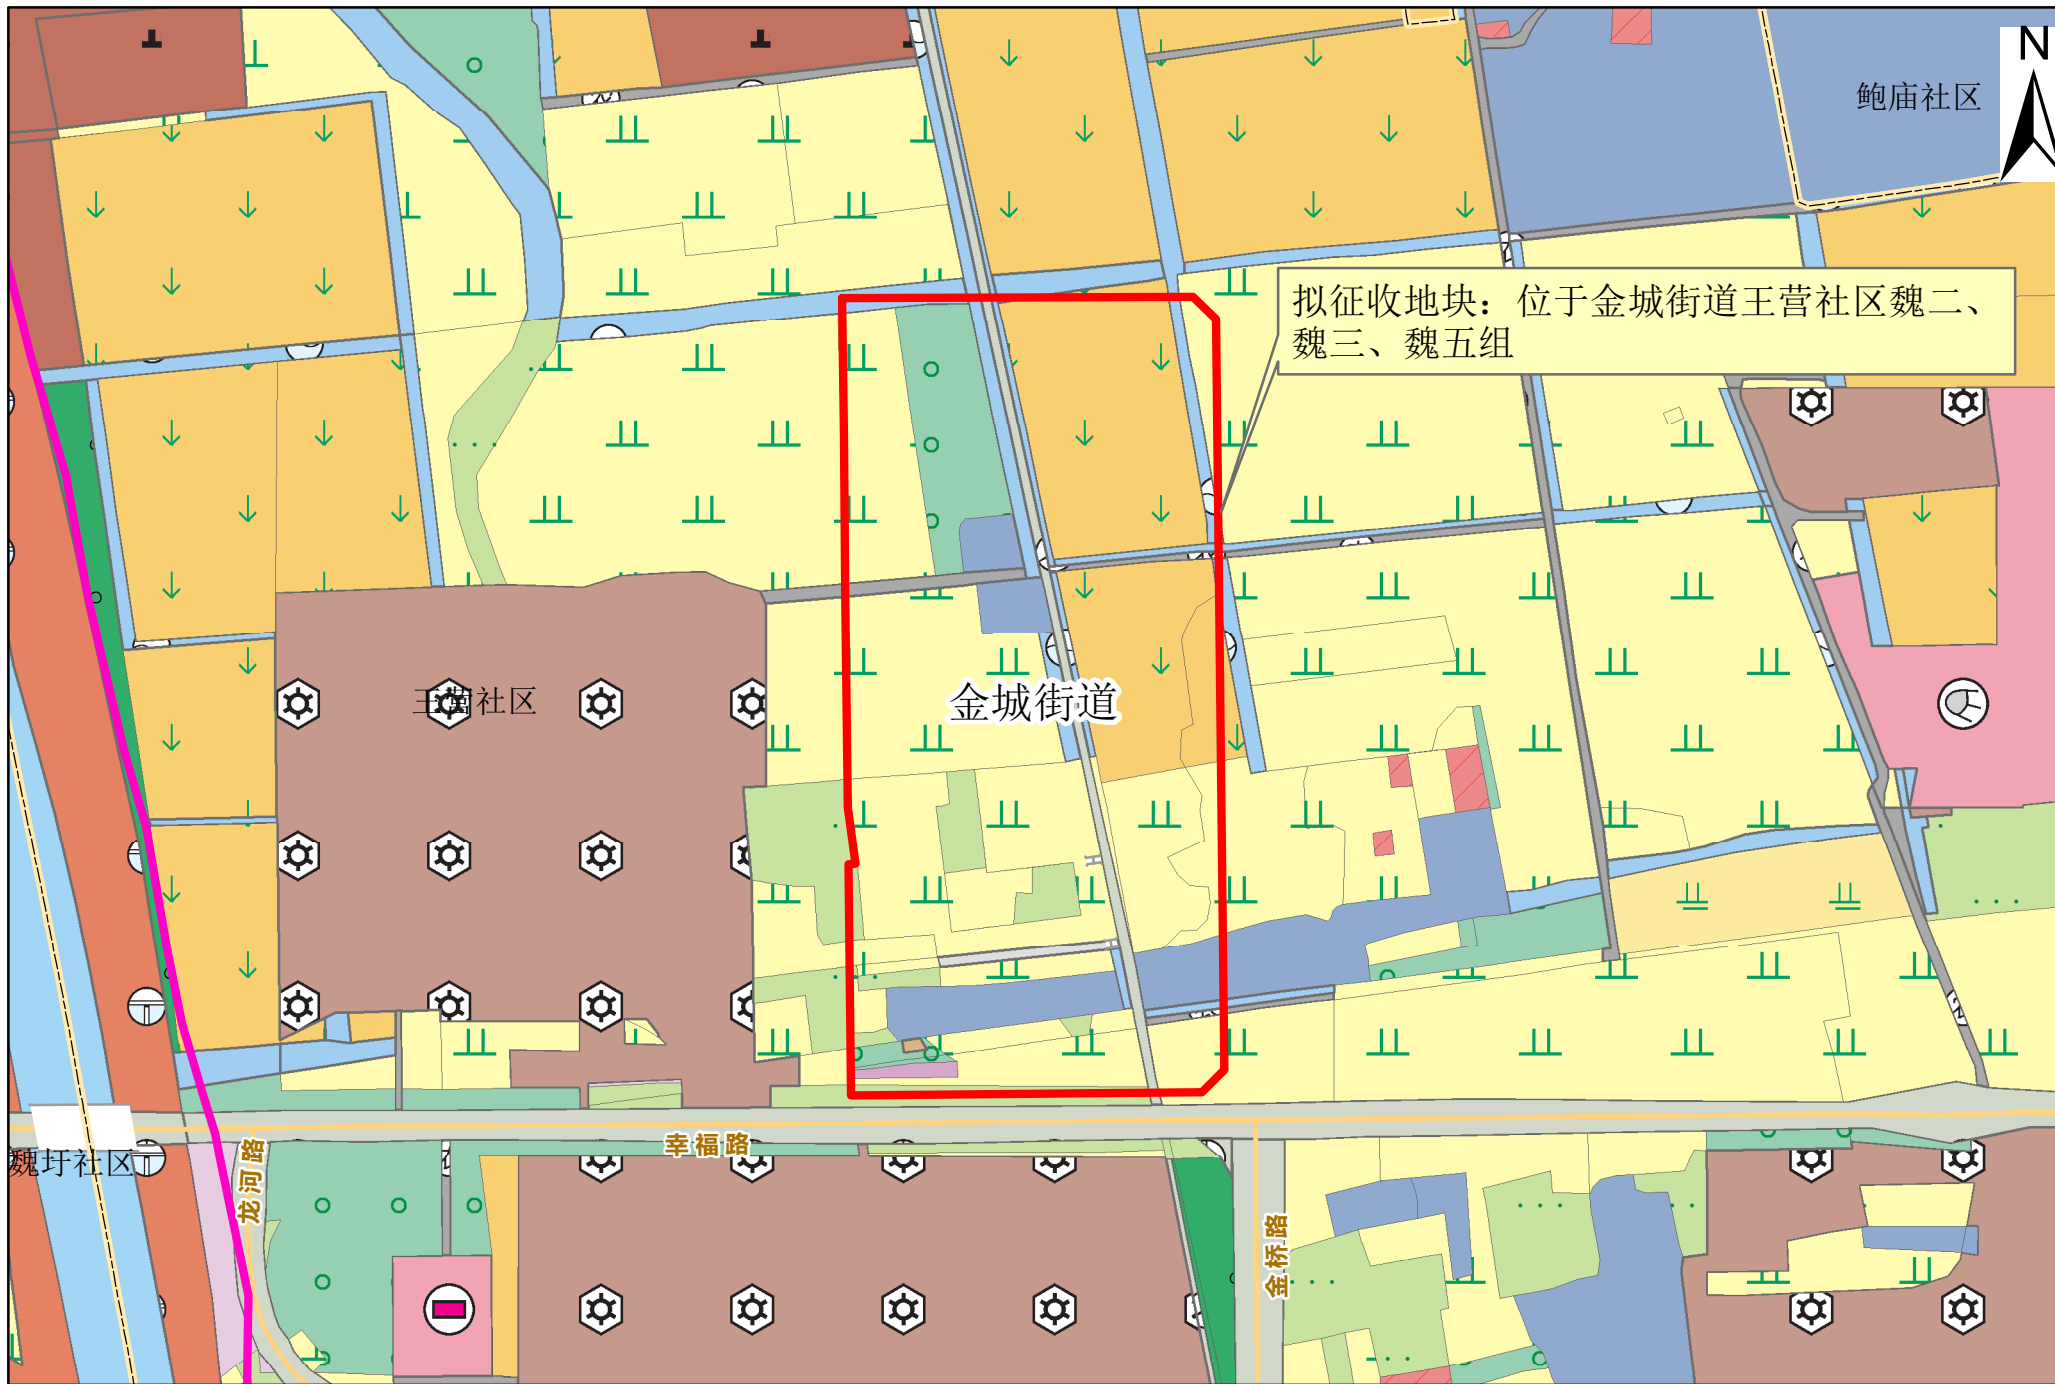 N
鲍庙社区
拟征收地块：位于金城街道王营社区魏二、
魏三、魏五组
王营社区
金城街道
魏圩社区
龙河路
幸福路
金桥路